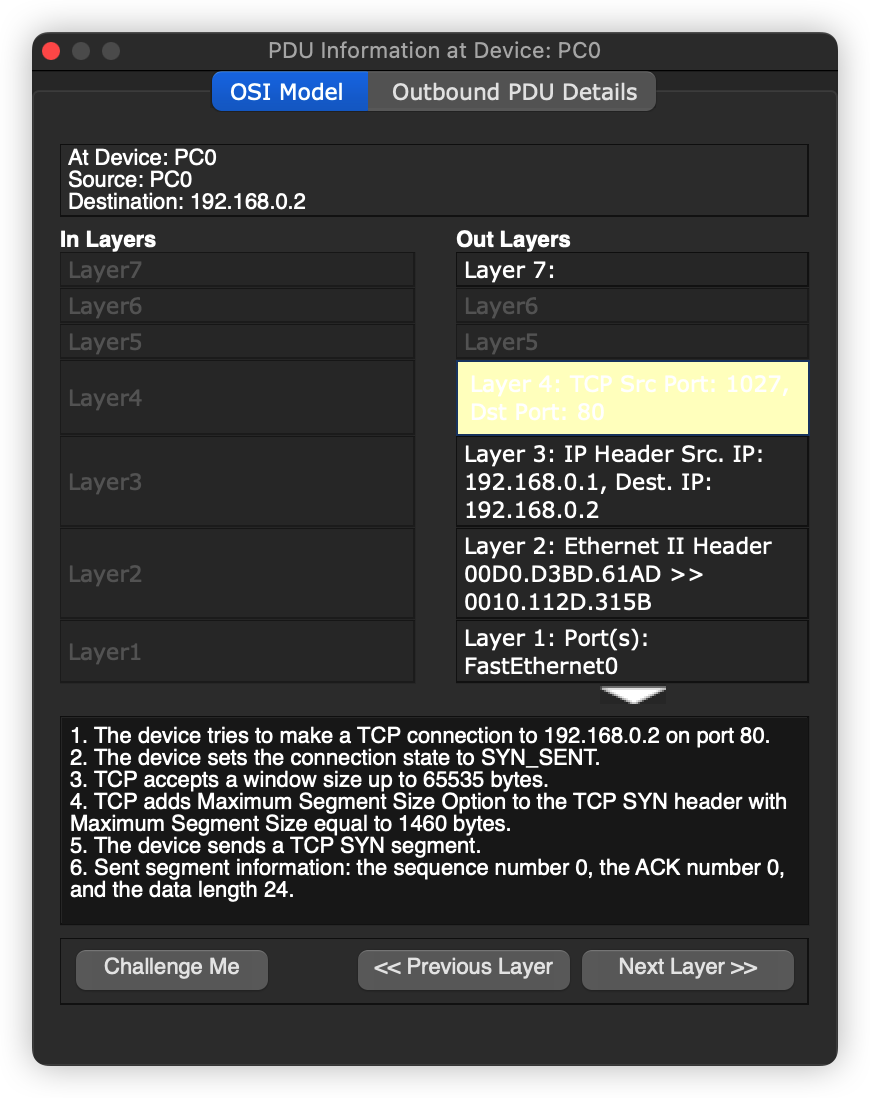 PDU Information at Device: PC0
OSI Model
Outbound PDU Details
At Device: PC0
Source: PC0
Destination: 192.168.0.2
In Layers
Layer7
Layer6
Layer5
Layer4
Layer3
Layer2
Layer1
Out Layers
Layer 7:
Layer6
Layer5
Layer 4: TCP Src Port: 1027,
Dst Port: 80
Layer 3: IP Header Src. IP:
192.168.0.1, Dest. IP:
192.168.0.2
Layer 2: Ethernet II Header
00D0.D3BD.61AD >>
0010.112D.315B
Layer 1: Port(s):
FastEthernet0
1. The device tries to make a TCP connection to 192.168.0.2 on port 80.
2. The device sets the connection state to SYN_SENT.
3. TCP accepts a window size up to 65535 bytes.
4. TCP adds Maximum Segment Size Option to the TCP SYN header with
Maximum Segment Size equal to 1460 bytes.
5. The device sends a TCP SYN segment.
6. Sent segment information: the sequence number 0, the ACK number 0,
and the data length 24.
Challenge Me
<< Previous Layer
Next Layer >>